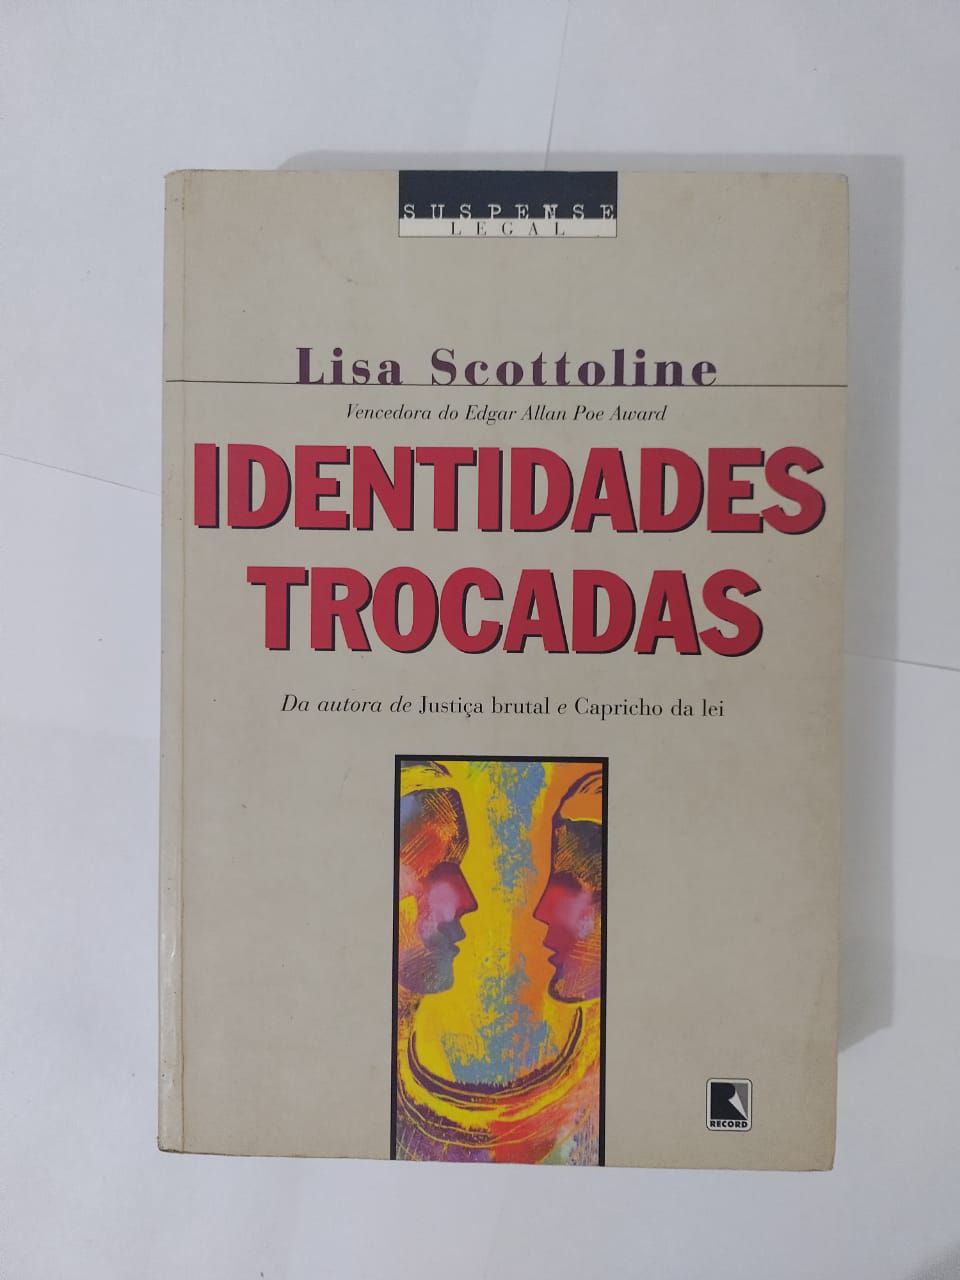 SUSPENSE
LEGAL
Lisa Scottoline
Vencedora do Edgar Allan Poe Award
IDENTIDADES
TROCADAS
Da autora de Justiça brutal e Capricho da lei
RECORD